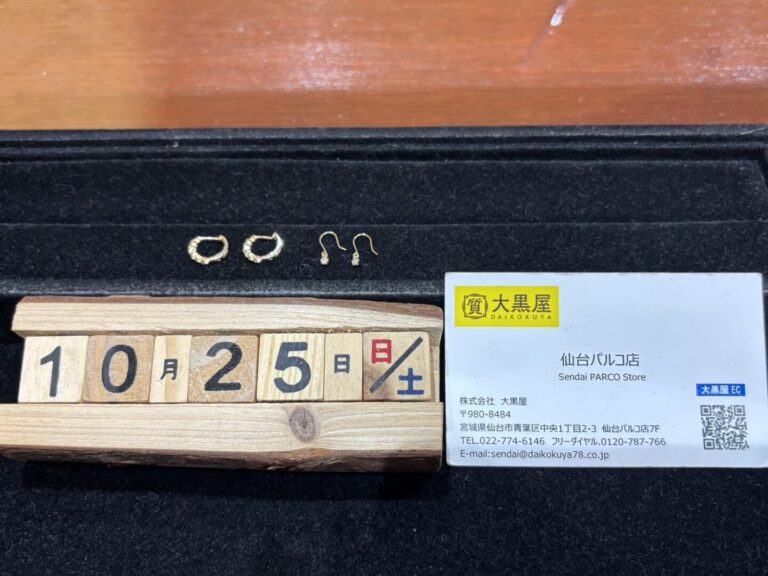 10月25日 日/土
質 大黒屋
DAIKOKUYA
仙台パルコ店
Sendai PARCO Store
大黒屋 EC
株式会社 大黒屋
〒980-8484
宮城県仙台市青葉区中央1丁目2-3 仙台パルコ店7F
TEL.022-774-6146 フリーダイヤル.0120-787-766
E-mail:sendai@daikokuya78.co.jp